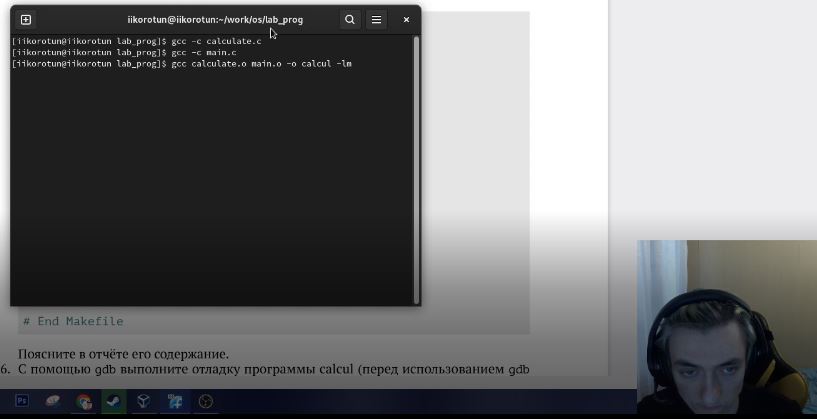 iikorotun@iikorotun:~/work/os/lab_prog
[iikorotun@iikorotun lab_prog]$ gcc -c calculate.c
[iikorotun@iikorotun lab_prog]$ gcc -c main.c
[iikorotun@iikorotun lab_prog]$ gcc calculate.o main.o -o calcul -lm
# End Makefile
Поясните в отчёте его содержание.
6. С помощью gdb выполните отладку программы calcul (перед использованием gdb
Ps